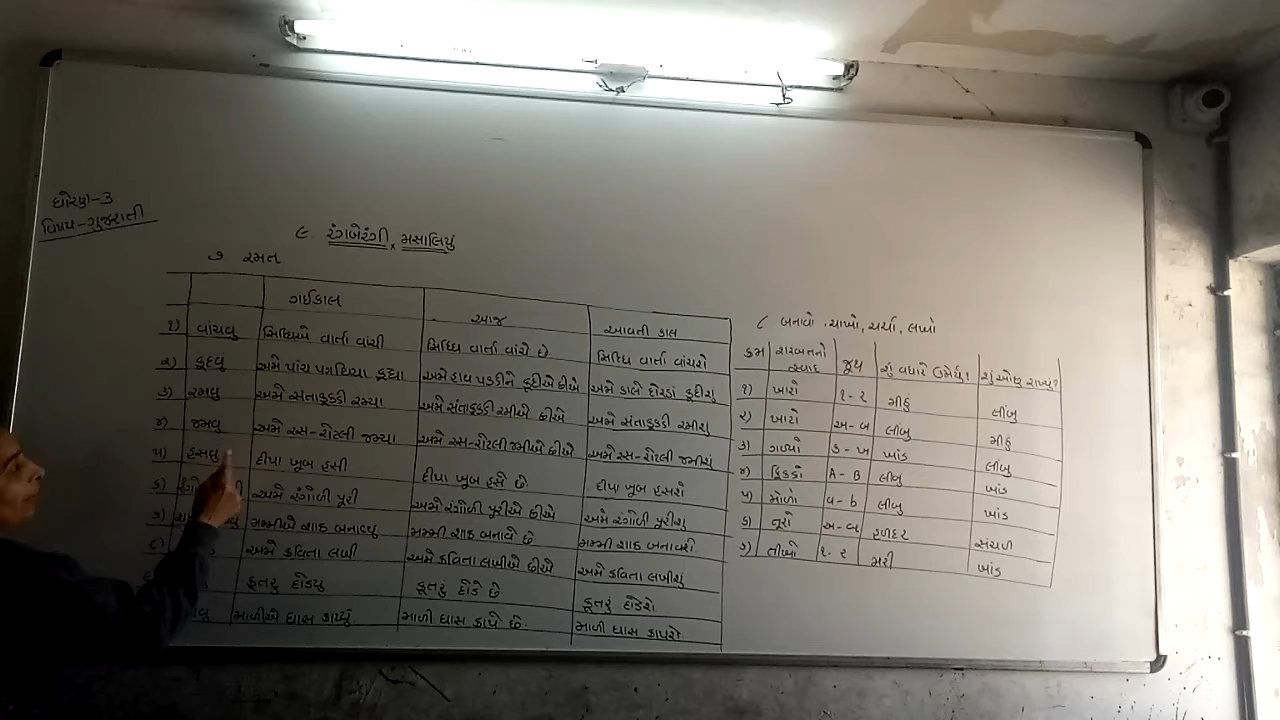 ધોરણ-૩
વિષય-ગુજરાતી
૯. રંગબેરંગી મસાલિયું
૭ રમત
ગઈકાલ આજ આવતી કાલ
૧) વાંચવુ સિધ્ધિએ વાર્તા વાંચી સિધ્ધિ વાર્તા વાંચે છે સિધ્ધિ વાર્તા વાંચશે
૨) કૂદવુ અમે પાંચ પગથિયા કૂદ્યા અમે હાથ પકડીને કૂદીએ છીએ અમે કાલે દોરડાં કૂદીશુ
૩) રમવુ અમે સંતાકૂકડી રમ્યા અમે સંતાકૂકડી રમીએ છીએ અમે સંતાકૂકડી રમીશુ
૪) જમવુ અમે રસ-રોટલી જમ્યા અમે રસ-રોટલી જમીએ છીએ અમે રસ-રોટલી જમીશું
૫) હસવુ દીપા ખૂબ હસી દીપા ખૂબ હસે છે દીપા ખૂબ હસશે
૬) અમે રંગોળી પૂરી અમે રંગોળી પૂરીએ છીએ અમે રંગોળી પૂરીશુ
૭) મમ્મીએ શાક બનાવ્યુ મમ્મી શાક બનાવે છે મમ્મી શાક બનાવશે
૮) અમે કવિતા લખી અમે કવિતા લખીએ છીએ અમે કવિતા લખીશું
કૂતરુ દોડયુ કૂતરુ દોડે છે કૂતરું દોડશે
માળીએ ઘાસ કાપ્યું માળી ઘાસ કાપે છે. માળી ઘાસ કાપશે
૮ બનાવો, ચાખો, ચર્ચા, લખો
ક્રમ શરબતનો સ્વાદ જૂથ શું વધારે ઉમેર્યુ? શું ઓછુ રાખ્યું?
૧) ખારો ૧-૨ મીઠું લીંબુ
૨) ખાટો અ-બ લીંબુ મીઠું
૩) ગળ્યો ક-ખ ખાંડ લીંબુ
૪) ફિક્કો A-B લીંબુ ખાંડ
૫) મોળો a-b લીંબુ ખાંડ
૬) તૂરો અ-બ હળદર સંચળ
૭) તીખો ૧-૨ મરી ખાંડ